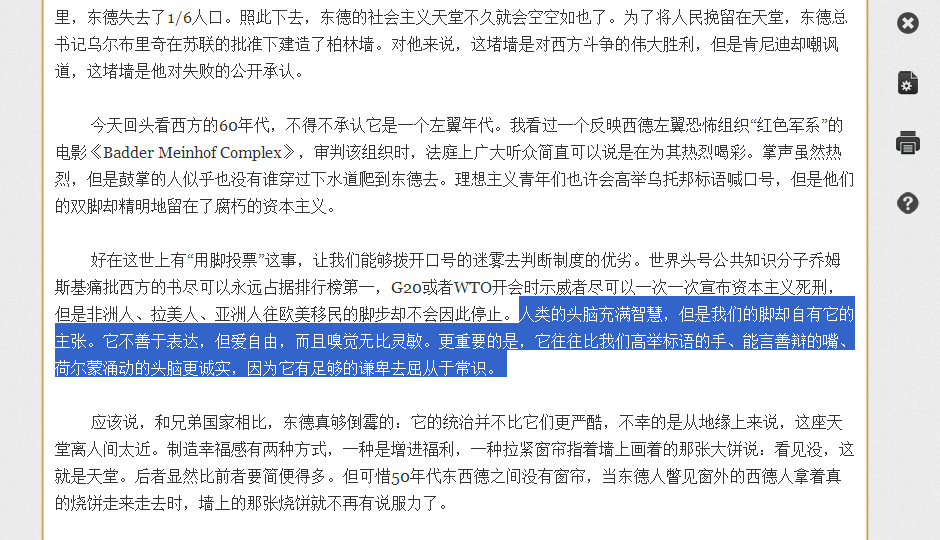 里，东德失去了1/6人口。照此下去，东德的社会主义天堂不久就会空空如也了。为了将人民挽留在天堂，东德总
书记乌尔布里奇在苏联的批准下建造了柏林墙。对他来说，这堵墙是对西方斗争的伟大胜利，但是肯尼迪却嘲讽
道，这堵墙是他对失败的公开承认。
今天回头看西方的60年代，不得不承认它是一个左翼年代。我看过一个反映西德左翼恐怖组织“红色军系”的
电影《Badder Meinhof Complex》，审判该组织时，法庭上广大听众简直可以说是在为其热烈喝彩。掌声虽然热
烈，但是鼓掌的人似乎也没有谁穿过下水道爬到东德去。理想主义青年们也许会高举乌托邦标语喊口号，但是他们
的双脚却精明地留在了腐朽的资本主义。
好在这世上有“用脚投票”这事，让我们能够拨开口号的迷雾去判断制度的优劣。世界头号公共知识分子乔姆
斯基痛批西方的书尽可以永远占据排行榜第一，G20或者WTO开会时示威者尽可以一次一次宣布资本主义死刑，
但是非洲人、拉美人、亚洲人往欧美移民的脚步却不会因此停止。人类的头脑充满智慧，但是我们的脚却自有它的
主张。它不善于表达，但爱自由，而且嗅觉无比灵敏。更重要的是，它往往比我们高举标语的手、能言善辩的嘴、
荷尔蒙涌动的头脑更诚实，因为它有足够的谦卑去屈从于常识。
应该说，和兄弟国家相比，东德真够倒霉的：它的统治并不比它们更严酷，不幸的是从地缘上来说，这座天
堂离人间太近。制造幸福感有两种方式，一种是增进福利，一种拉紧窗帘指着墙上画着的那张大饼说：看见没，这
就是天堂。后者显然比前者要简便得多。但可惜50年代东西德之间没有窗帘，当东德人瞥见窗外的西德人拿着真
的烧饼走来走去时，墙上的那张烧饼就不再有说服力了。